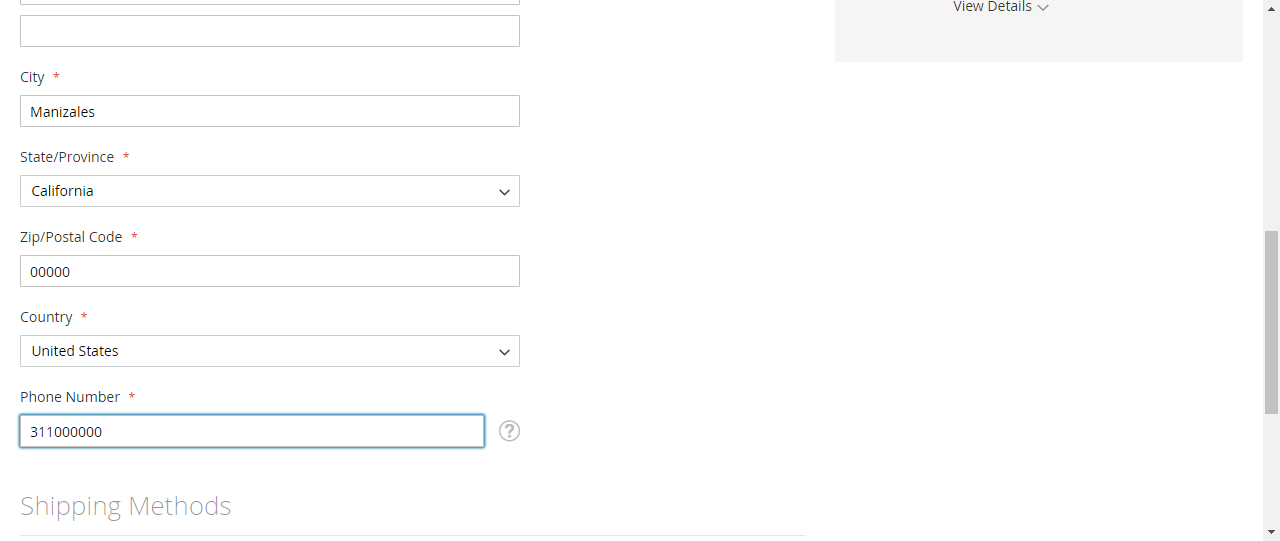 View Details
City *
Manizales
State/Province *
California
Zip/Postal Code *
00000
Country *
United States
Phone Number *
311000000
?
Shipping Methods